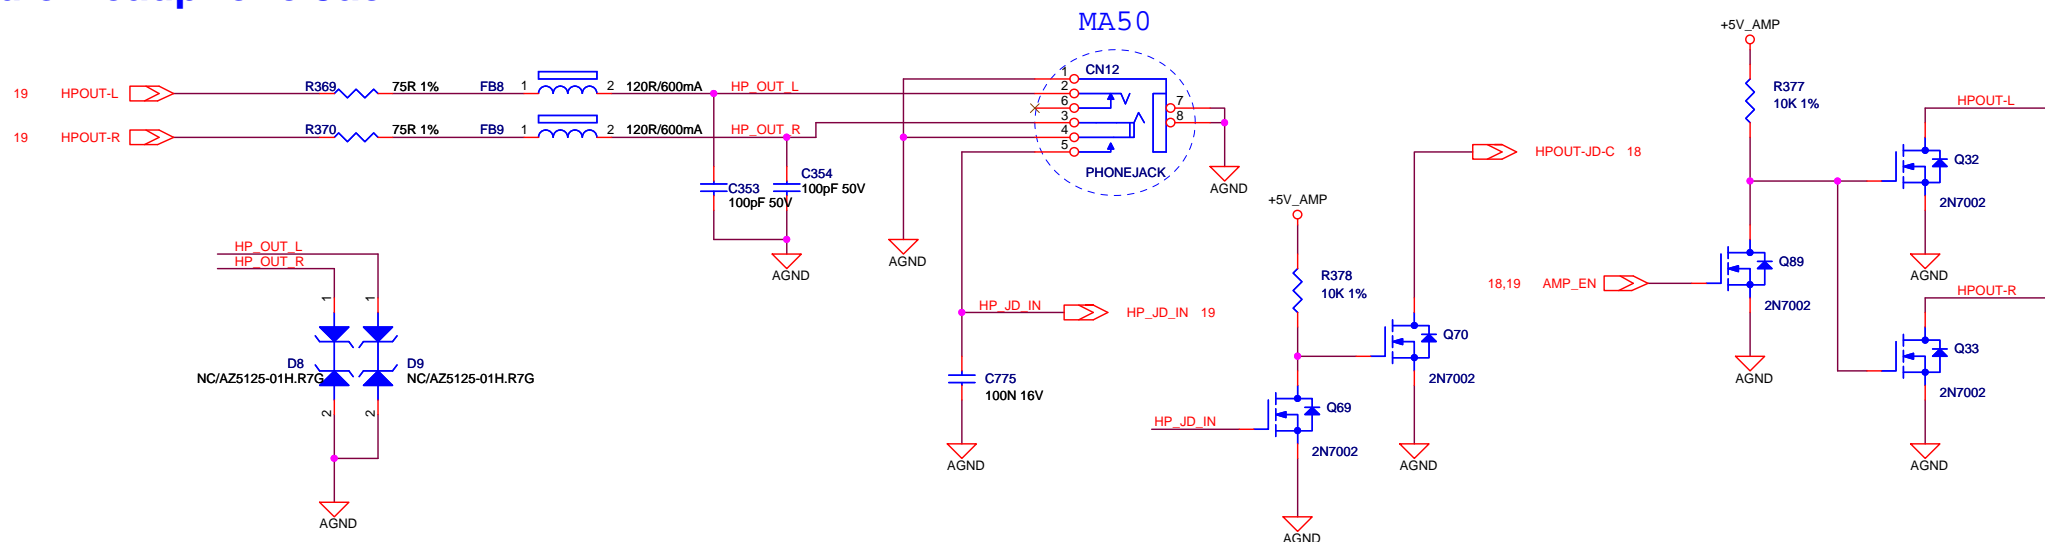 MA50
19 HPOUT-L
R369
75R 1%
FB8
1
2
120R/600mA
HP_OUT_L
19 HPOUT-R
R370
75R 1%
FB9
1
2
120R/600mA
HP_OUT_R
1
2
6
3
4
5
CN12
7
8
PHONEJACK
AGND
C353
100pF 50V
C354
100pF 50V
AGND
AGND
HP_OUT_L
HP_OUT_R
1
1
D8
NC/AZ5125-01H.R7G
D9
NC/AZ5125-01H.R7G
2
2
AGND
HP_JD_IN
HP_JD_IN 19
C775
100N 16V
AGND
+5V_AMP
R378
10K 1%
HP_JD_IN
Q69
2N7002
AGND
HPOUT-JD-C 18
Q70
2N7002
AGND
+5V_AMP
R377
10K 1%
18,19 AMP_EN
Q89
2N7002
AGND
HPOUT-L
Q32
2N7002
AGND
HPOUT-R
Q33
2N7002
AGND